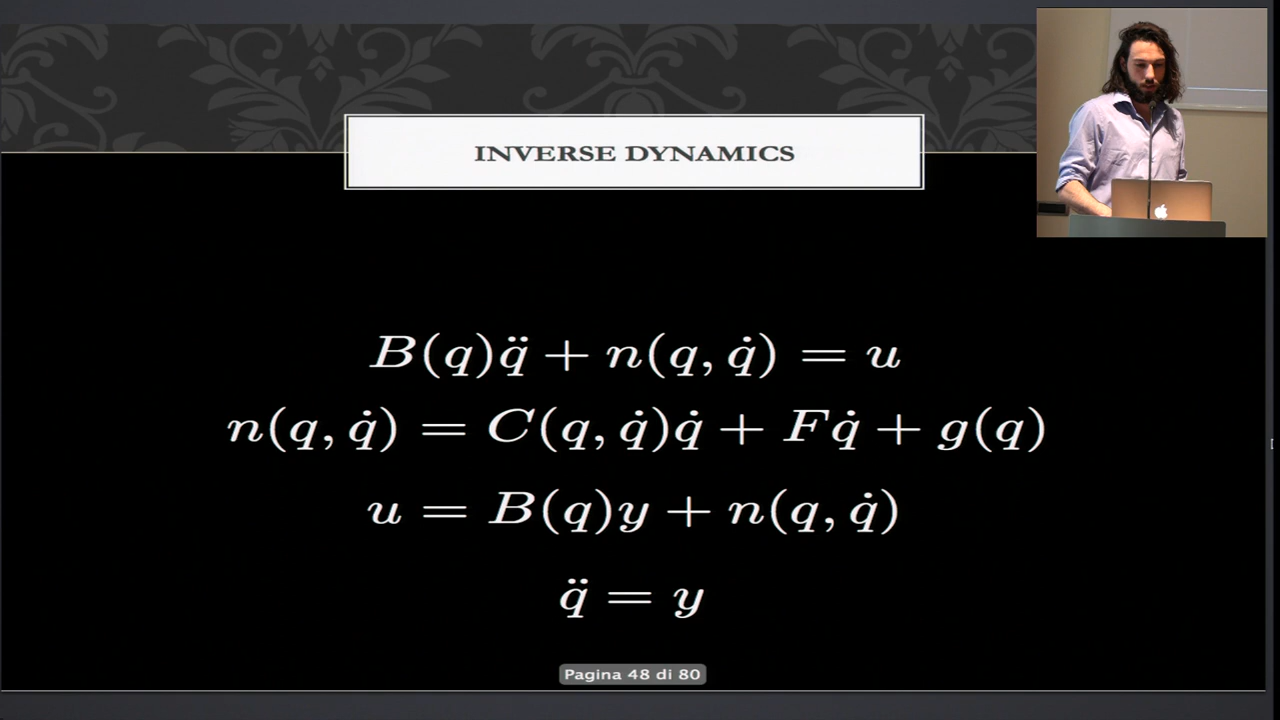 INVERSE DYNAMICS
B(q)q̈ + n(q, q̇) = u
n(q, q̇) = C(q, q̇)q̇ + Fq̇ + g(q)
u = B(q)y + n(q, q̇)
q̈ = y
Pagina 48 di 80